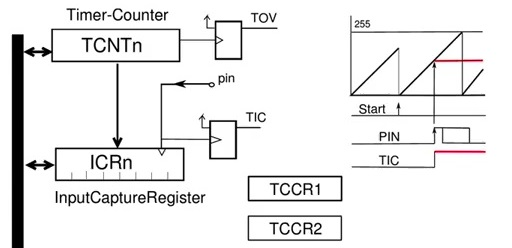 Timer-Counter
TCNTn
TOV
pin
TIC
ICRn
InputCaptureRegister
TCCR1
TCCR2
255
Start
PIN
TIC